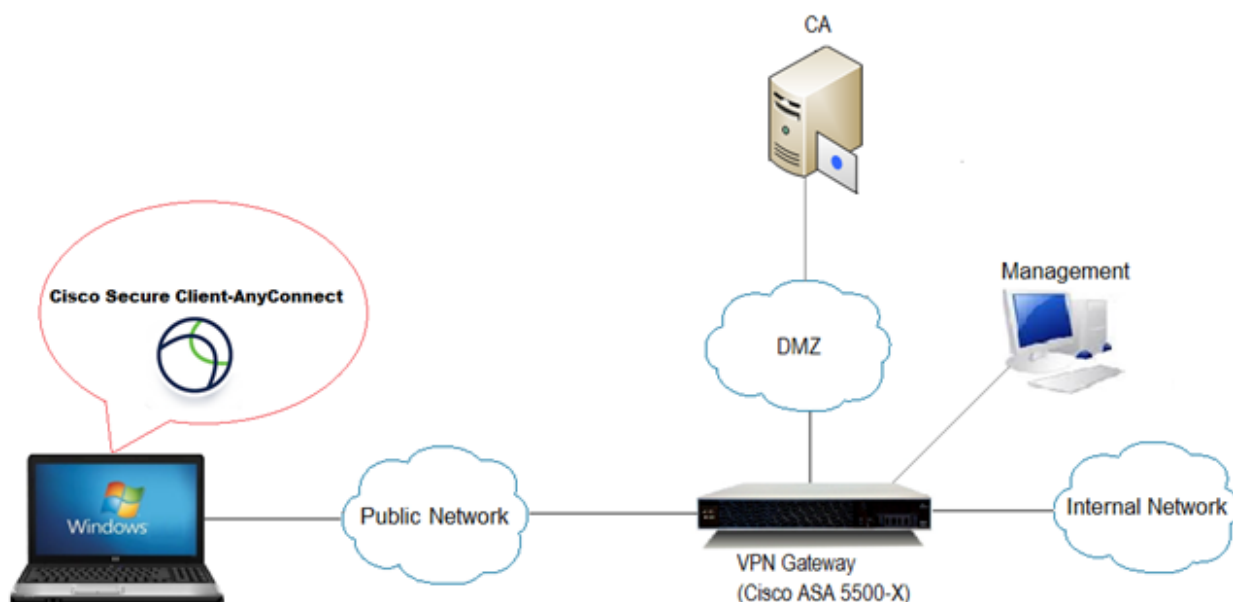 CA
Management
Cisco Secure Client-AnyConnect
DMZ
Windows
Public Network
Internal Network
VPN Gateway
(Cisco ASA 5500-X)